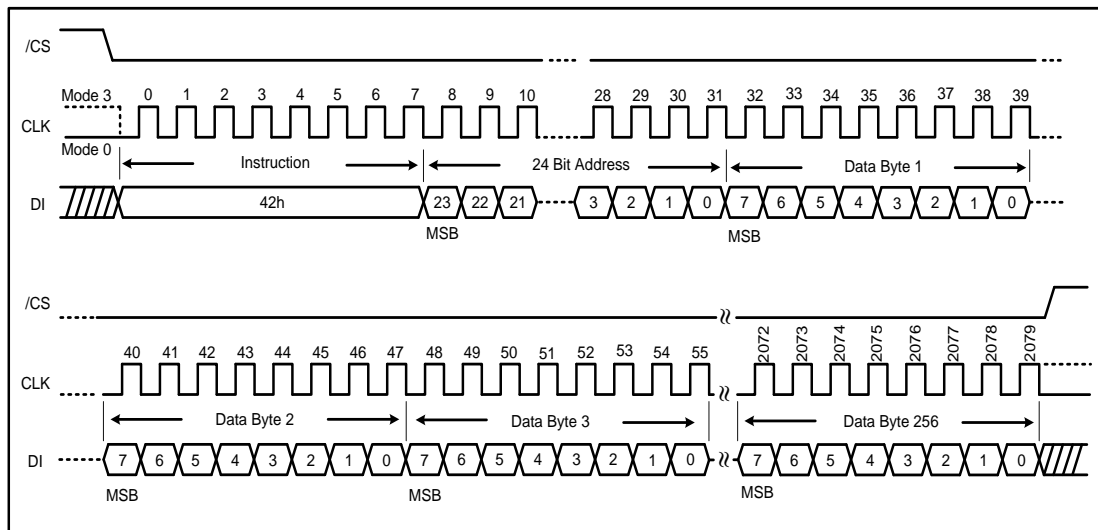 /CS
Mode 3 0 1 2 3 4 5 6 7 8 9 10 28 29 30 31 32 33 34 35 36 37 38 39
CLK
Mode 0
Instruction 24 Bit Address Data Byte 1
DI 42h 23 22 21 3 2 1 0 7 6 5 4 3 2 1 0
MSB MSB
/CS
40 41 42 43 44 45 46 47 48 49 50 51 52 53 54 55 2072 2073 2074 2075 2076 2077 2078 2079
CLK
Data Byte 2 Data Byte 3 Data Byte 256
DI 7 6 5 4 3 2 1 0 7 6 5 4 3 2 1 0 7 6 5 4 3 2 1 0
MSB MSB MSB